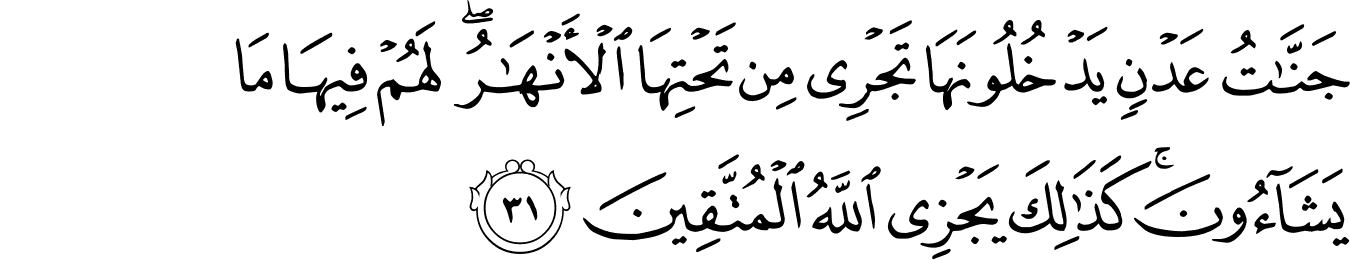 جَنَّـٰتُ عَدْنٍ يَدْخُلُونَهَا تَجْرِى مِن تَحْتِهَا ٱلْأَنْهَـٰرُ ۖ لَهُمْ فِيهَا مَا
يَشَآءُونَ ۚ كَذَٰلِكَ يَجْزِى ٱللَّهُ ٱلْمُتَّقِينَ ٣١